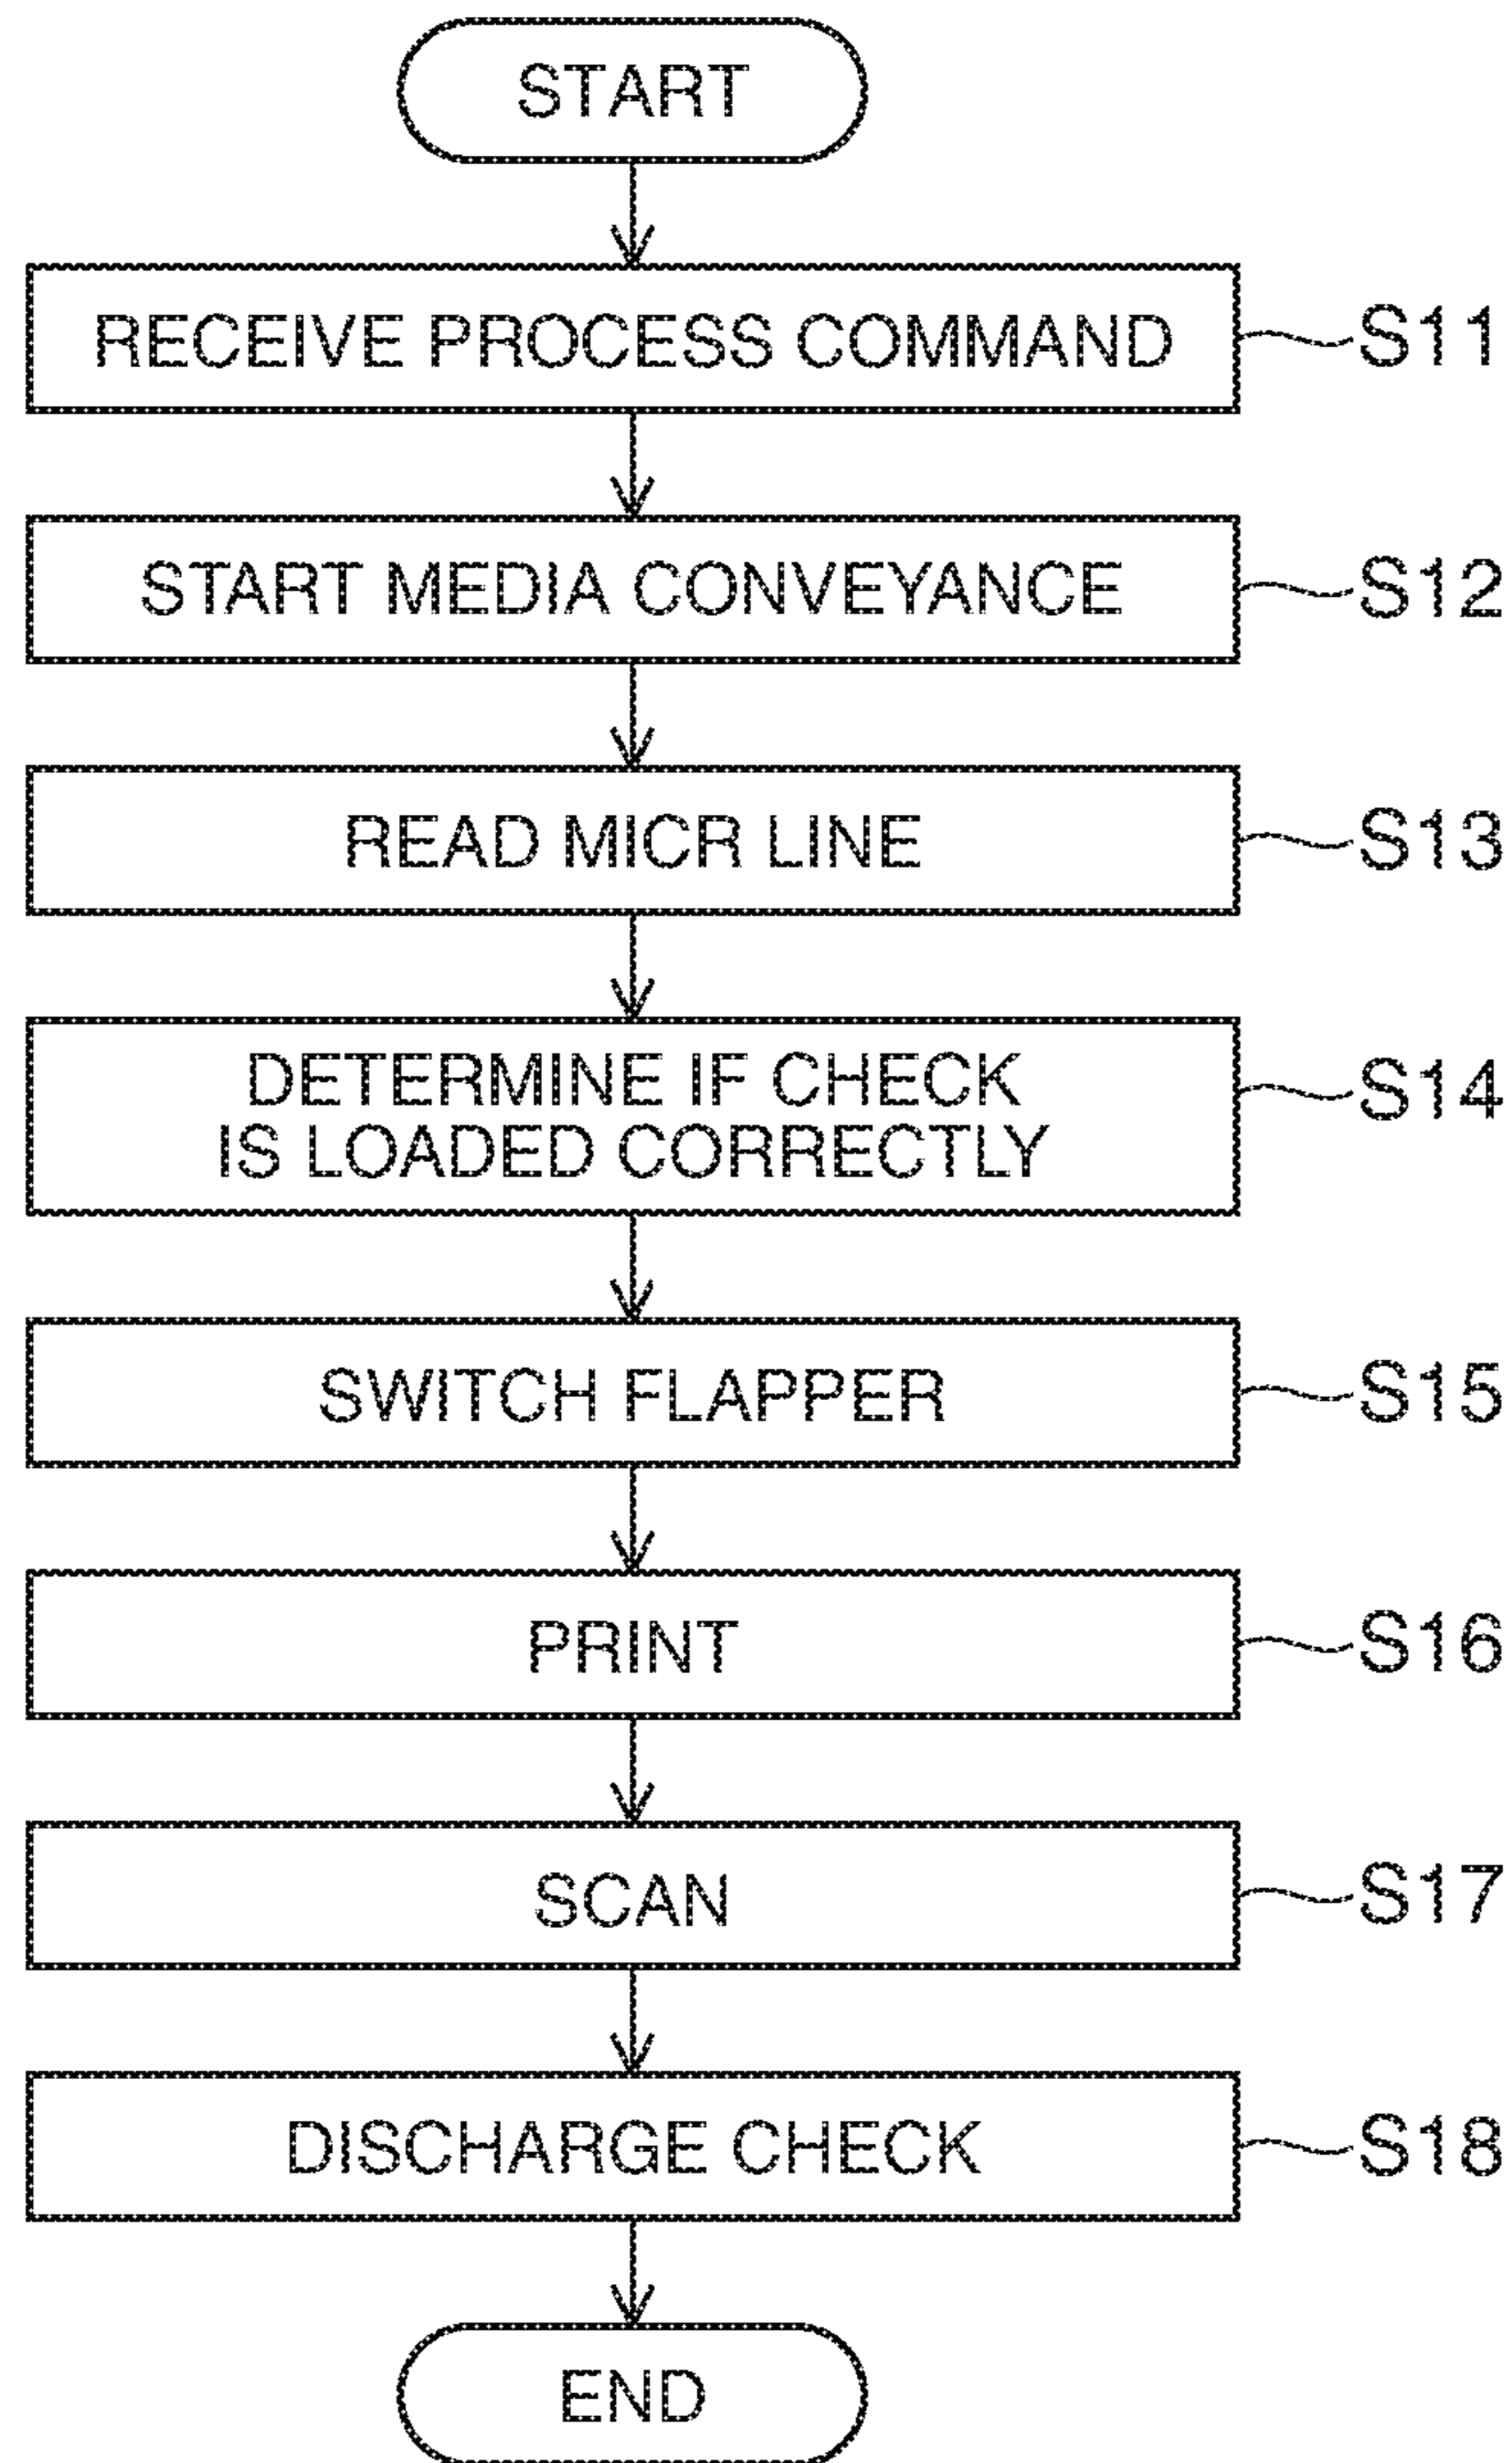 START
RECEIVE PROCESS COMMAND
S11
START MEDIA CONVEYANCE
S12
READ MICR LINE
S13
DETERMINE IF CHECK
IS LOADED CORRECTLY
S14
SWITCH FLAPPER
S15
PRINT
S16
SCAN
S17
DISCHARGE CHECK
S18
END